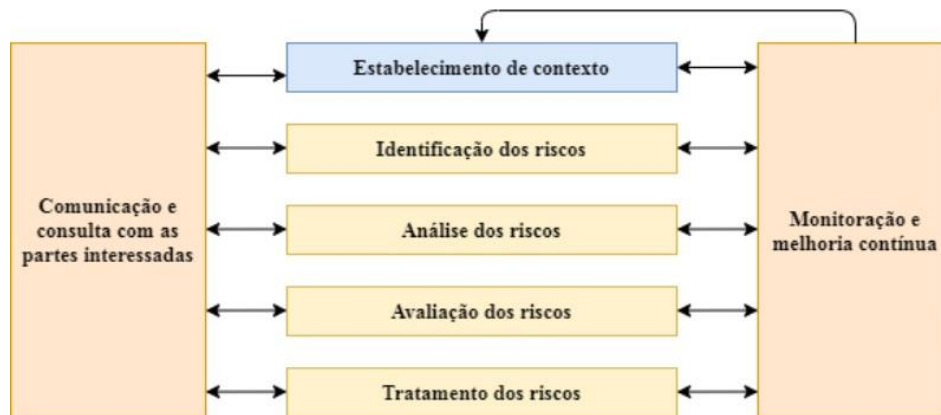 Estabelecimento de contexto
Identificação dos riscos
Comunicação e
consulta com as
partes interessadas
Análise dos riscos
Monitoração e
melhoria contínua
Avaliação dos riscos
Tratamento dos riscos